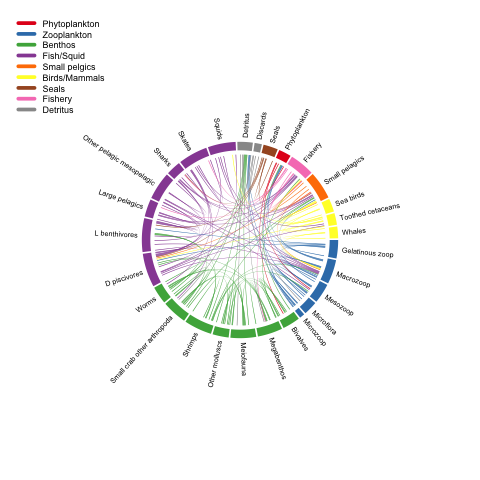 Phytoplankton
Zooplankton
Benthos
Fish/Squid
Small pelgics
Birds/Mammals
Seals
Fishery
Detritus
Detritus
Discards
Seals
Phytoplankton
Fishery
Small pelagics
Sea birds
Toothed cetaceans
Whales
Gelatinous zoop
Macrozoop
Mesozoop
Microflora
Microzoop
Bivalves
Megabenthos
Meiofauna
Other molluscs
Shrimps
Small crab other arthropoda
Worms
D piscivores
L benthivores
Large pelagics
Other pelagic mesopelagic
Sharks
Skates
Squids